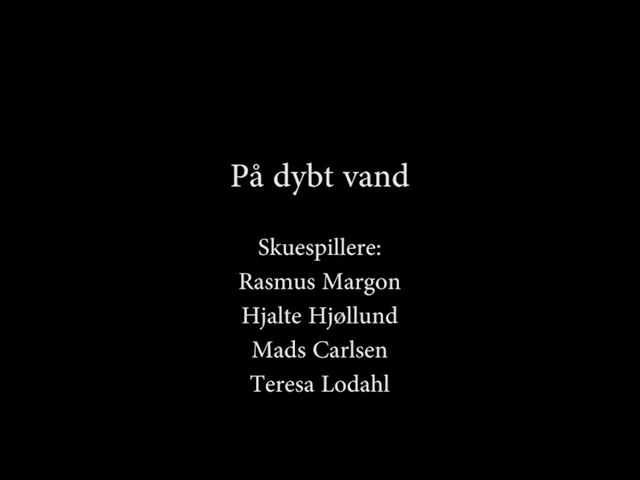 På dybt vand
Skuespillere:
Rasmus Margon
Hjalte Hjøllund
Mads Carlsen
Teresa Lodahl